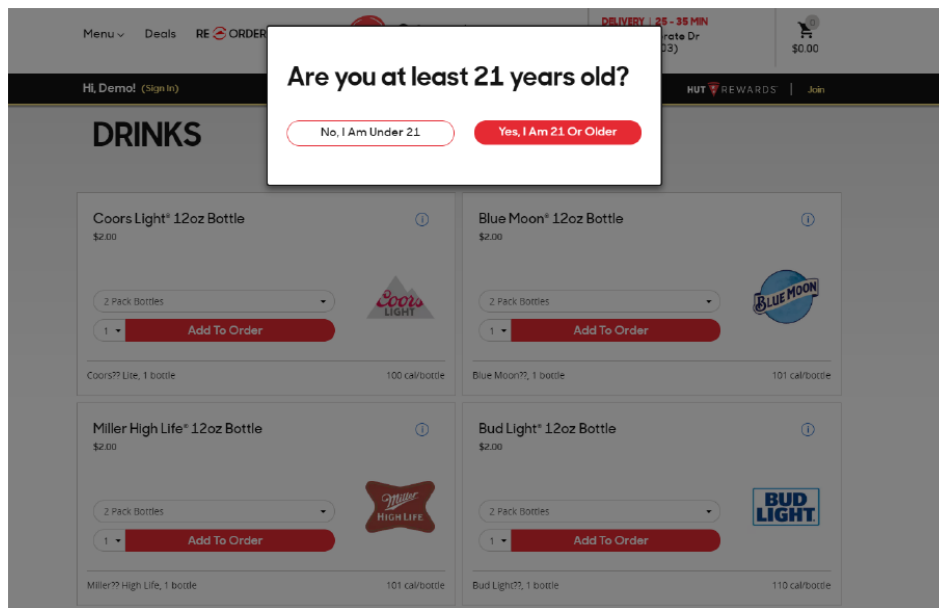 Menu Deals RE ORDER
DELIVERY | 25 - 35 MIN
rate Dr
03)
0
$0.00
Are you at least 21 years old?
No, I Am Under 21
Yes, I Am 21 Or Older
Hi, Demo! (Sign In)
HUT REWARDS | Join
DRINKS
Coors Light® 12oz Bottle
$2.00
2 Pack Bottles
Coors LIGHT
1 Add To Order
Coors?? Lite, 1 bottle 100 cal/bottle
Blue Moon® 12oz Bottle
$2.00
2 Pack Bottles
BLUE MOON
1 Add To Order
Blue Moon??, 1 bottle 101 cal/bottle
Miller High Life® 12oz Bottle
$2.00
2 Pack Bottles
Miller
HIGH LIFE
1 Add To Order
Miller?? High Life, 1 bottle 101 cal/bottle
Bud Light® 12oz Bottle
$2.00
2 Pack Bottles
BUD
LIGHT
1 Add To Order
Bud Light??, 1 bottle 110 cal/bottle